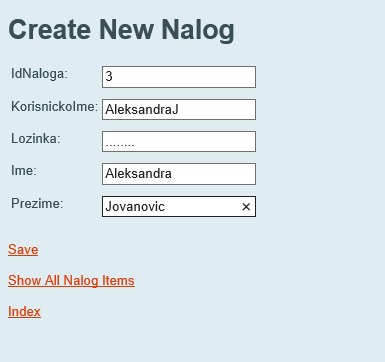 Create New Nalog
IdNaloga: 3
KorisnickoIme: AleksandraJ
Lozinka: ........
Ime: Aleksandra
Prezime: Jovanovic ×
Save
Show All Nalog Items
Index